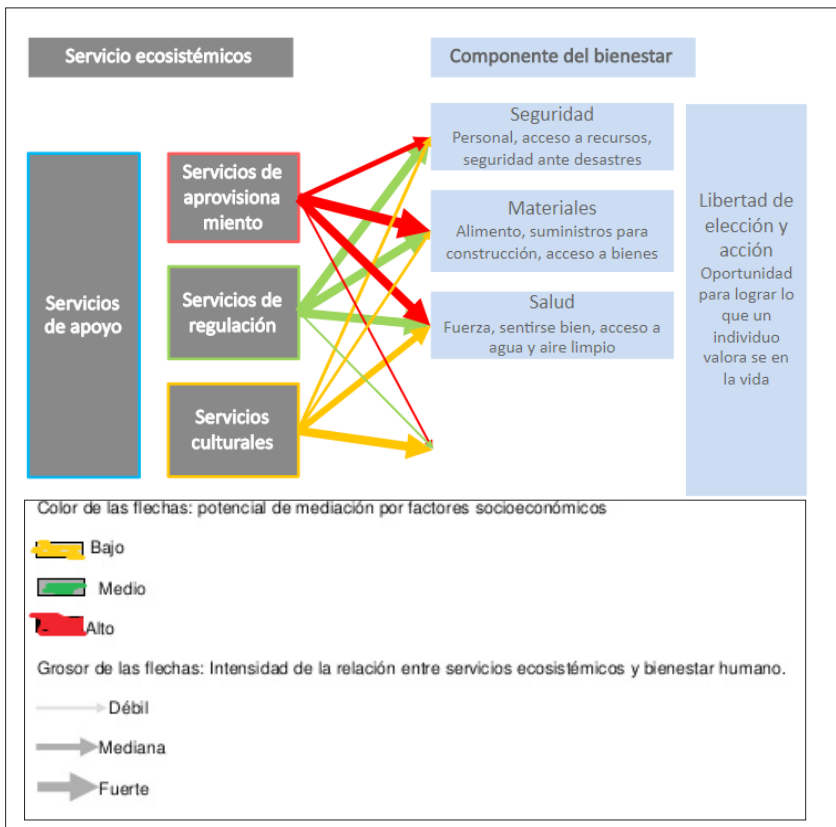 Servicio ecosistémicos
Componente del bienestar
Servicios
de apoyo
Servicios de
aprovisiona
miento
Servicios de
regulación
Servicios
culturales
Seguridad
Personal, acceso a recursos,
seguridad ante desastres
Materiales
Alimento, suministros para
construcción, acceso a bienes
Salud
Fuerza, sentirse bien, acceso a
agua y aire limpio
Libertad de
elección y
acción
Oportunidad
para lograr lo
que un
individuo
valora se en
la vida
Color de las flechas: potencial de mediación por factores socioeconómicos
Bajo
Medio
Alto
Grosor de las flechas: Intensidad de la relación entre servicios ecosistémicos y bienestar humano.
Débil
Mediana
Fuerte